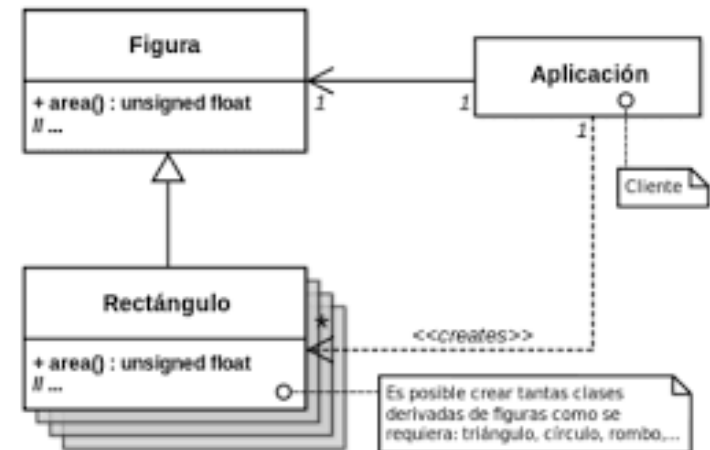 Figura
+ area() : unsigned float
// ...
Aplicación
1
1
1
Cliente
Rectángulo
*
+ area() : unsigned float
// ...
<<creates>>
Es posible crear tantas clases
derivadas de figuras como se
requiera: triángulo, círculo, rombo,...